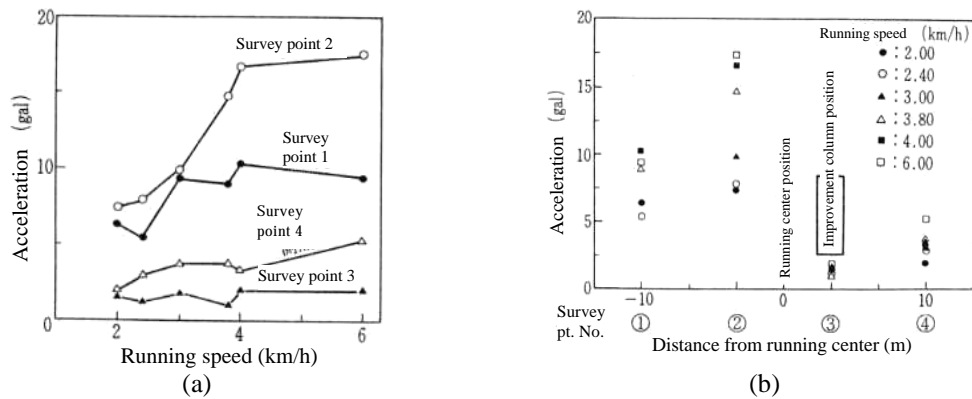 20
Survey point 2
Acceleration (gal)
Survey
point 1
10
Survey
point 4
Survey point 3
0
2
4
6
Running speed (km/h)
(a)
20
Running speed (km/h)
●:2.00
○:2.40
▲:3.00
△:3.80
■:4.00
□:6.00
Acceleration (gal)
15
10
5
0
Running center position
Improvement column position
−10
0
10
Survey
pt. No.
①
②
③
④
Distance from running center (m)
(b)